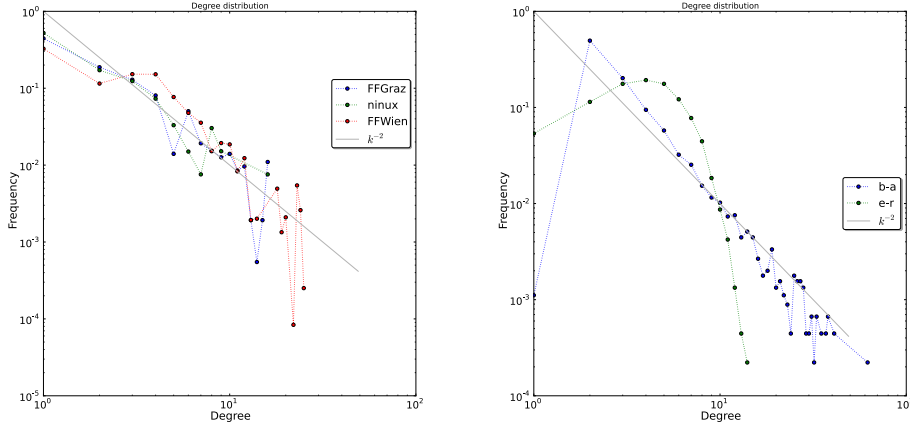 Degree distribution
10^0
10^-1
10^-2
10^-3
10^-4
10^-5
Frequency
10^0
10^1
10^2
Degree
FFGraz
ninux
FFWien
k^-2
Degree distribution
10^0
10^-1
10^-2
10^-3
10^-4
Frequency
10^0
10^1
10
Degree
b-a
e-r
k^-2